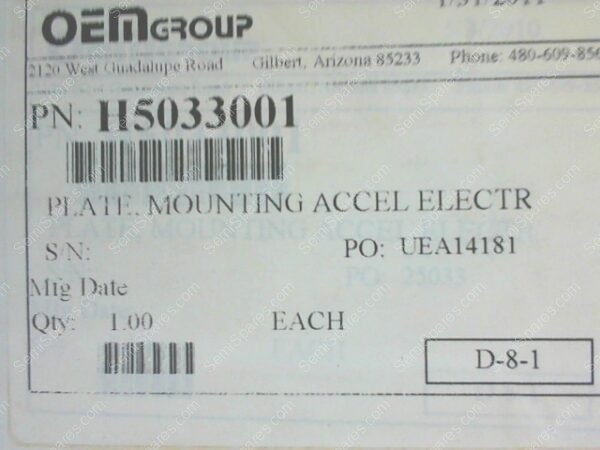 OEMGROUP
2120 West Guadalupe Road Gilbert, Arizona 85233 Phone: 480-609-856
PN: H5033001
PLATE, MOUNTING ACCEL ELECTR
S/N: PO: UEA14181
Mfg Date
Qty: 1.00 EACH
D-8-1